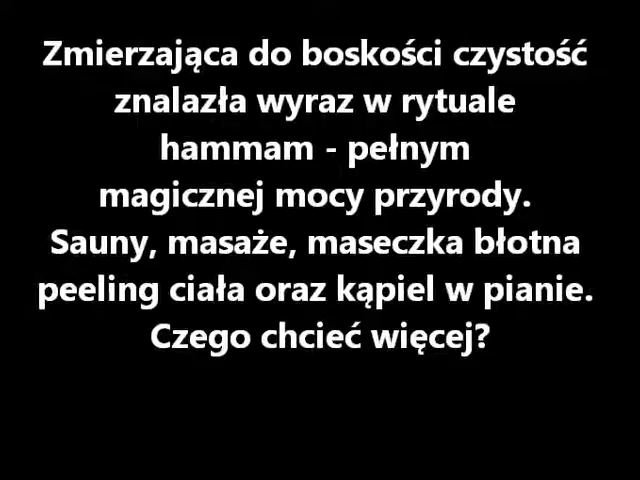 Zmierzająca do boskości czystość
znalazła wyraz w rytuale
hammam - pełnym
magicznej mocy przyrody.
Sauny, masaże, maseczka błotna
peeling ciała oraz kąpiel w pianie.
Czego chcieć więcej?